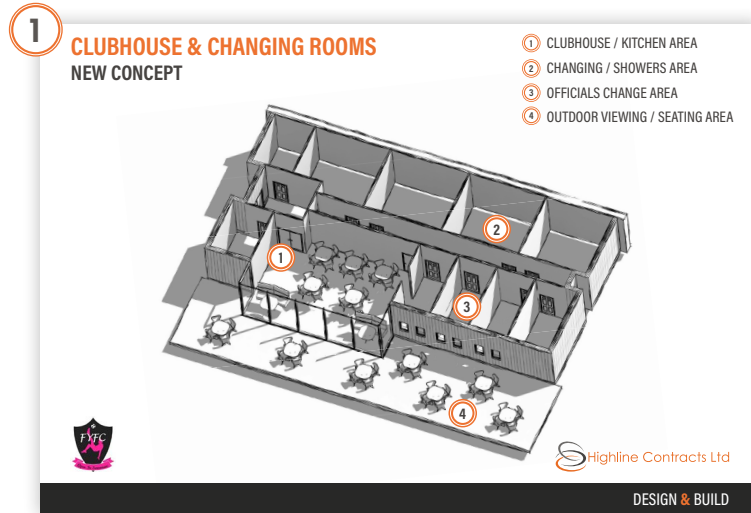 1
CLUBHOUSE & CHANGING ROOMS
NEW CONCEPT
1 CLUBHOUSE / KITCHEN AREA
2 CHANGING / SHOWERS AREA
3 OFFICIALS CHANGE AREA
4 OUTDOOR VIEWING / SEATING AREA
2
1
3
4
FYFC
Highline Contracts Ltd
DESIGN & BUILD